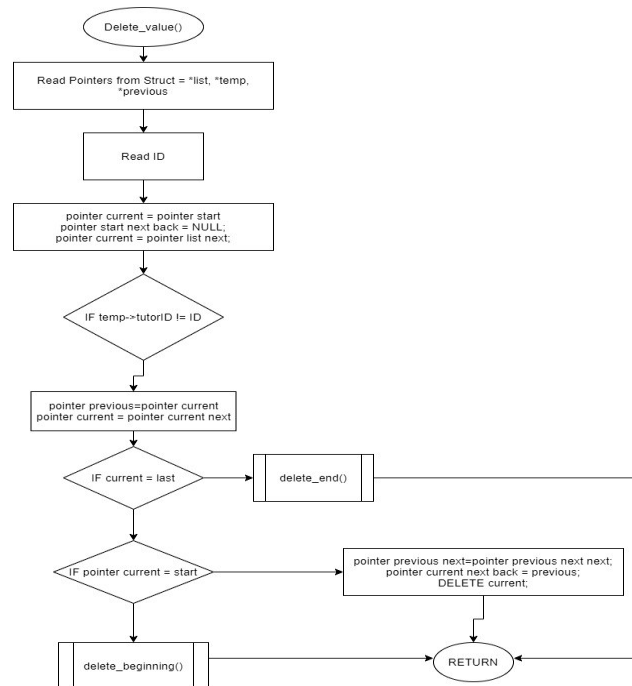 Delete_value()
Read Pointers from Struct = *list, *temp,
*previous
Read ID
pointer current = pointer start
pointer start next back = NULL;
pointer current = pointer list next;
IF temp->tutorID != ID
pointer previous=pointer current
pointer current = pointer current next
IF current = last
delete_end()
IF pointer current = start
pointer previous next=pointer previous next next;
pointer current next back = previous;
DELETE current;
delete_beginning()
RETURN